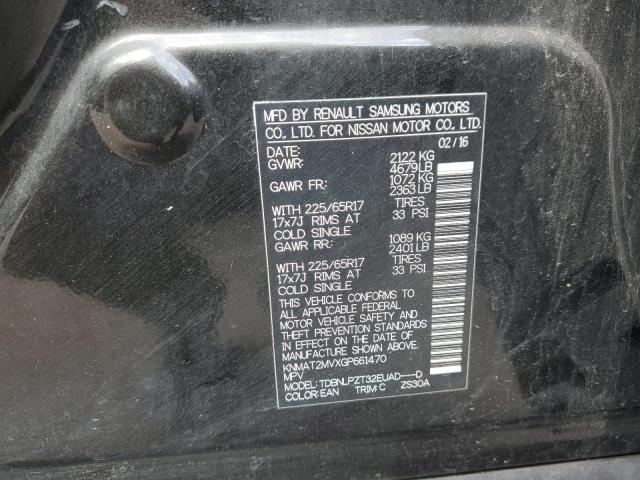 MFD BY RENAULT SAMSUNG MOTORS
CO., LTD. FOR NISSAN MOTOR CO., LTD.
DATE: 02/16
GVWR: 2122 KG
4679 LB
GAWR FR: 1072 KG
2363 LB
WITH 225/65R17 TIRES
17x7J RIMS AT 33 PSI
COLD SINGLE
GAWR RR: 1089 KG
2401 LB
WITH 225/65R17 TIRES
17x7J RIMS AT 33 PSI
COLD SINGLE
THIS VEHICLE CONFORMS TO
ALL APPLICABLE FEDERAL
MOTOR VEHICLE SAFETY AND
THEFT PREVENTION STANDARDS
IN EFFECT ON THE DATE OF
MANUFACTURE SHOWN ABOVE.
KNMAT2MVXGP661470
MPV
MODEL: TDBNLPZT32EUAD---D
COLOR:EAN TRIM:C ZS30A